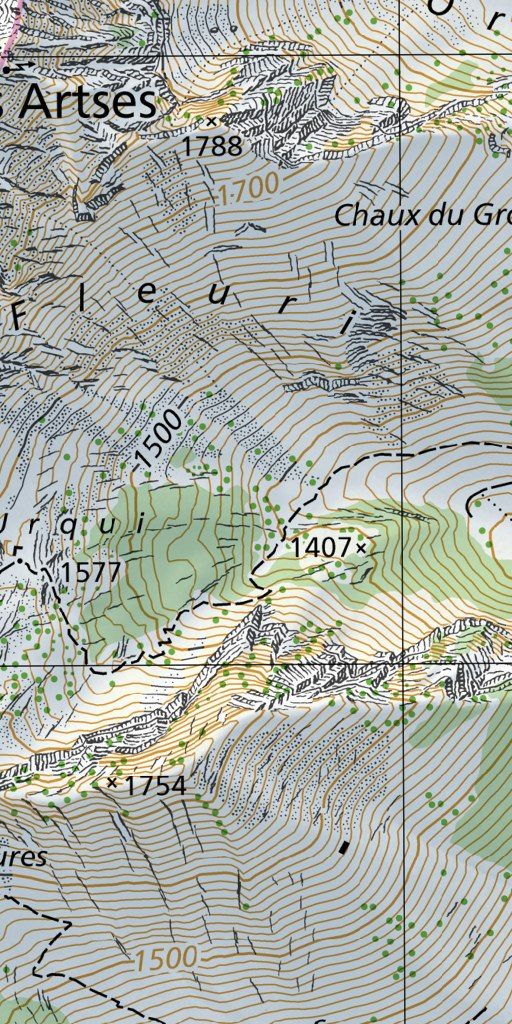 O r
s Artses
1788
1700
Chaux du Gro
F l e u r i
1500
U r q u i
1407
1577
1754
ures
1500